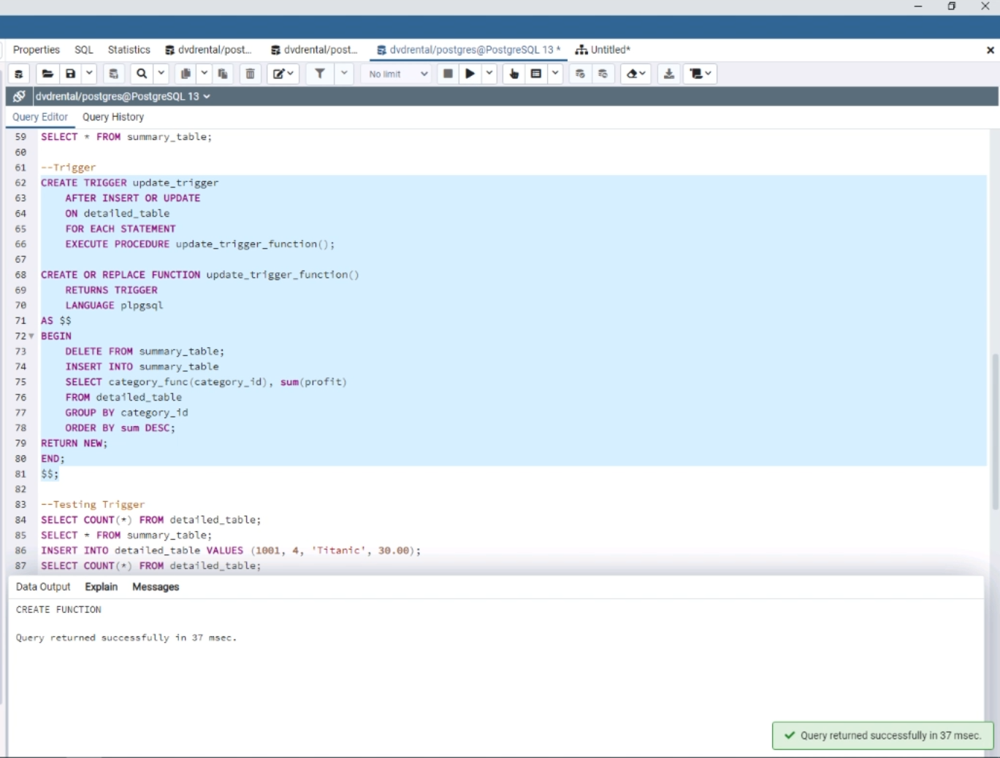 Properties SQL Statistics dvdrental/post... dvdrental/post... dvdrental/postgres@PostgreSQL 13 * Untitled*
No limit
dvdrental/postgres@PostgreSQL 13
Query Editor Query History
59 SELECT * FROM summary_table;
60
61 --Trigger
62 CREATE TRIGGER update_trigger
63 AFTER INSERT OR UPDATE
64 ON detailed_table
65 FOR EACH STATEMENT
66 EXECUTE PROCEDURE update_trigger_function();
67
68 CREATE OR REPLACE FUNCTION update_trigger_function()
69 RETURNS TRIGGER
70 LANGUAGE plpgsql
71 AS $$
72 BEGIN
73 DELETE FROM summary_table;
74 INSERT INTO summary_table
75 SELECT category_func(category_id), sum(profit)
76 FROM detailed_table
77 GROUP BY category_id
78 ORDER BY sum DESC;
79 RETURN NEW;
80 END;
81 $$;
82
83 --Testing Trigger
84 SELECT COUNT(*) FROM detailed_table;
85 SELECT * FROM summary_table;
86 INSERT INTO detailed_table VALUES (1001, 4, 'Titanic', 30.00);
87 SELECT COUNT(*) FROM detailed_table;
Data Output Explain Messages
CREATE FUNCTION
Query returned successfully in 37 msec.
Query returned successfully in 37 msec.